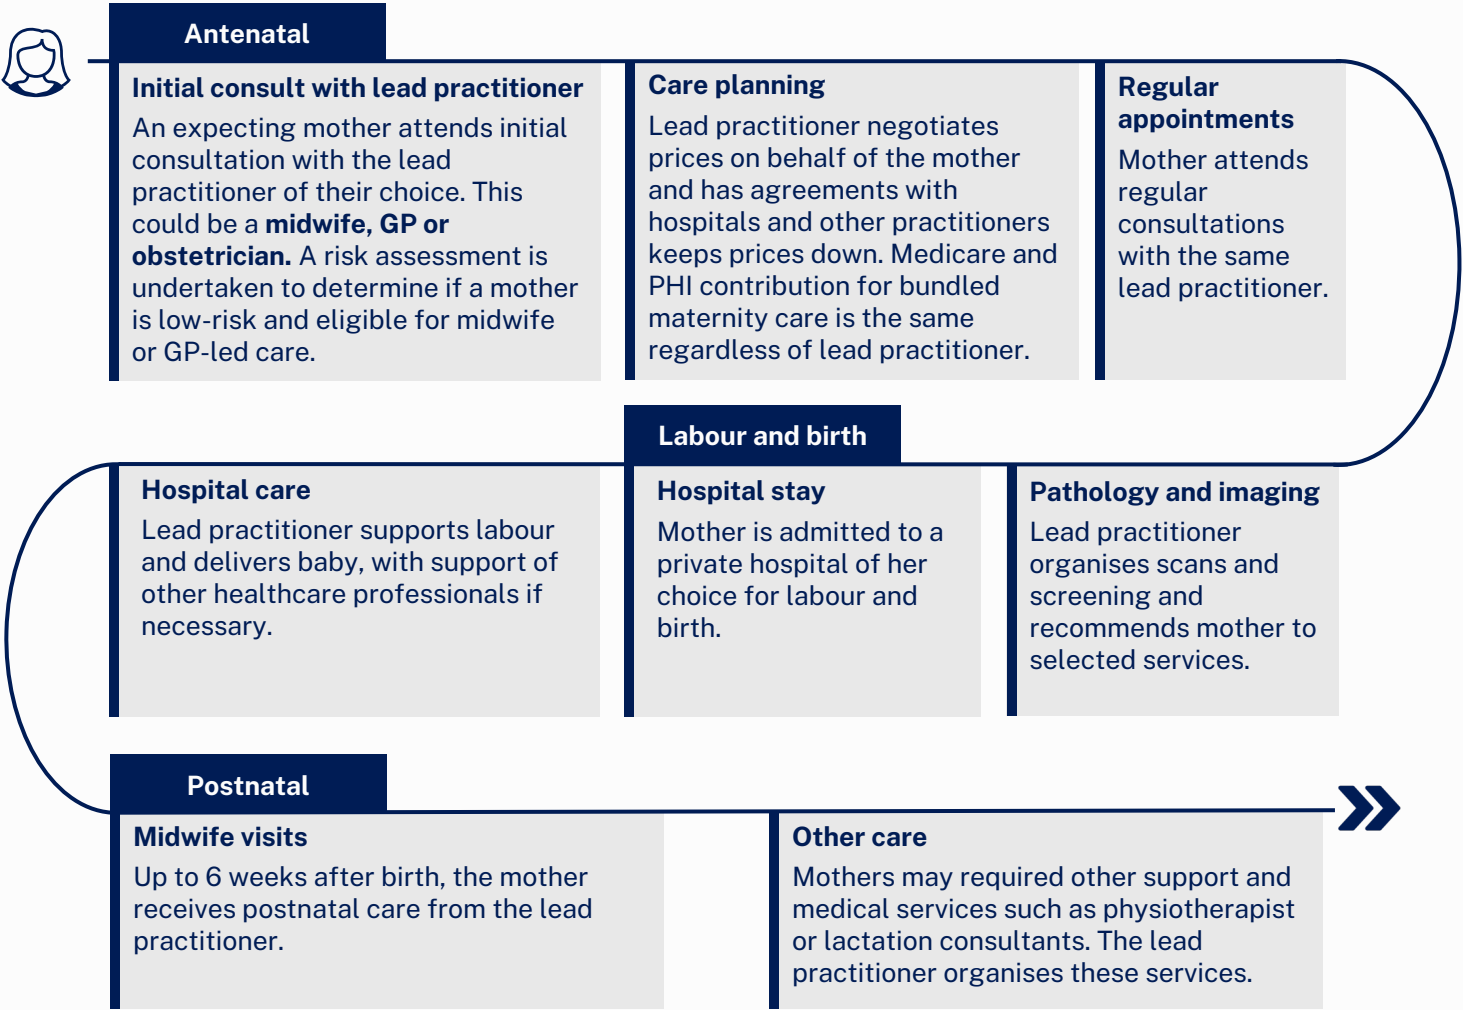 Antenatal
Initial consult with lead practitioner
An expecting mother attends initial
consultation with the lead
practitioner of their choice. This
could be a midwife, GP or
obstetrician. A risk assessment is
undertaken to determine if a mother
is low-risk and eligible for midwife
or GP-led care.
Care planning
Lead practitioner negotiates
prices on behalf of the mother
and has agreements with
hospitals and other practitioners
keeps prices down. Medicare and
PHI contribution for bundled
maternity care is the same
regardless of lead practitioner.
Regular
appointments
Mother attends
regular
consultations
with the same
lead practitioner.
Pathology and imaging
Lead practitioner
organises scans and
screening and
recommends mother to
selected services.
Labour and birth
Hospital stay
Mother is admitted to a
private hospital of her
choice for labour and
birth.
Hospital care
Lead practitioner supports labour
and delivers baby, with support of
other healthcare professionals if
necessary.
Postnatal
Midwife visits
Up to 6 weeks after birth, the mother
receives postnatal care from the lead
practitioner.
Other care
Mothers may required other support and
medical services such as physiotherapist
or lactation consultants. The lead
practitioner organises these services.